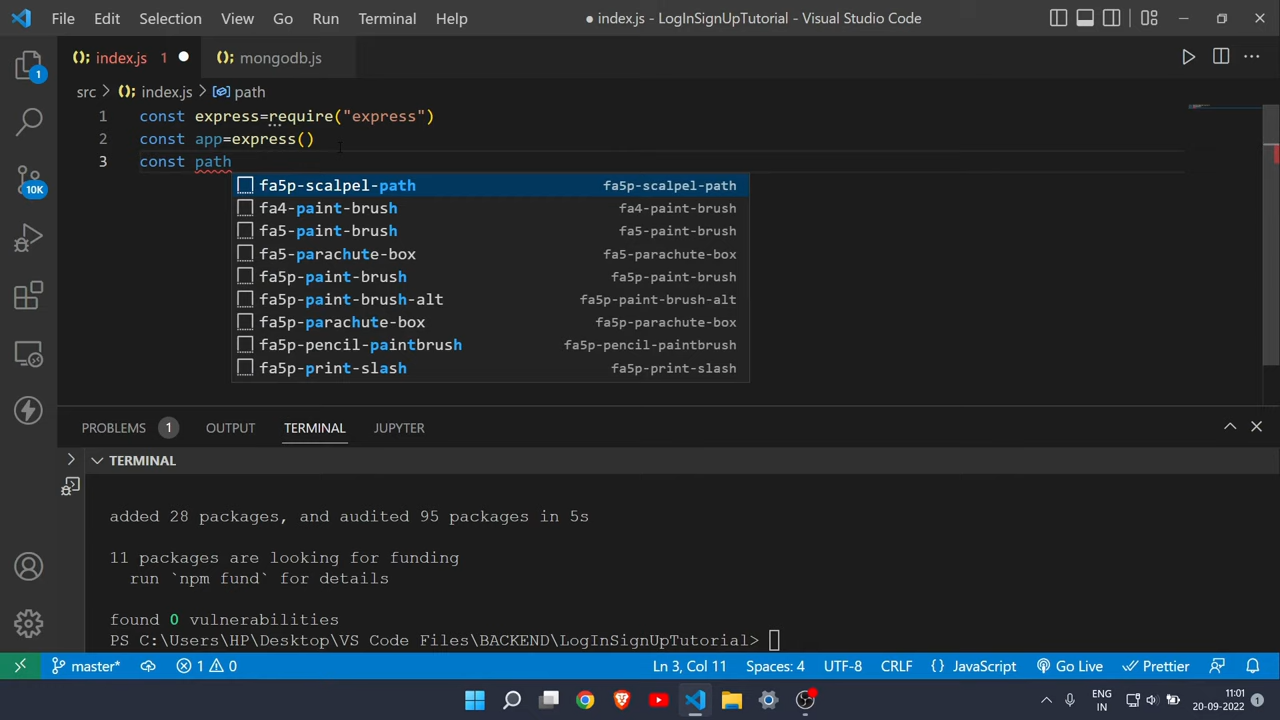 File Edit Selection View Go Run Terminal Help ● index.js - LogInSignUpTutorial - Visual Studio Code
index.js 1 mongodb.js
src > index.js > path
1 const express=require("express")
2 const app=express()
3 const path
fa5p-scalpel-path fa5p-scalpel-path
fa4-paint-brush fa4-paint-brush
fa5-paint-brush fa5-paint-brush
fa5-parachute-box fa5-parachute-box
fa5p-paint-brush fa5p-paint-brush
fa5p-paint-brush-alt fa5p-paint-brush-alt
fa5p-parachute-box fa5p-parachute-box
fa5p-pencil-paintbrush fa5p-pencil-paintbrush
fa5p-print-slash fa5p-print-slash
1
10K
PROBLEMS 1 OUTPUT TERMINAL JUPYTER
TERMINAL
added 28 packages, and audited 95 packages in 5s
11 packages are looking for funding
run `npm fund` for details
found 0 vulnerabilities
PS C:\Users\HP\Desktop\VS Code Files\BACKEND\LogInSignUpTutorial>
master* 1 0 Ln 3, Col 11 Spaces: 4 UTF-8 CRLF {} JavaScript Go Live Prettier
ENG 11:01
IN 20-09-2022 1